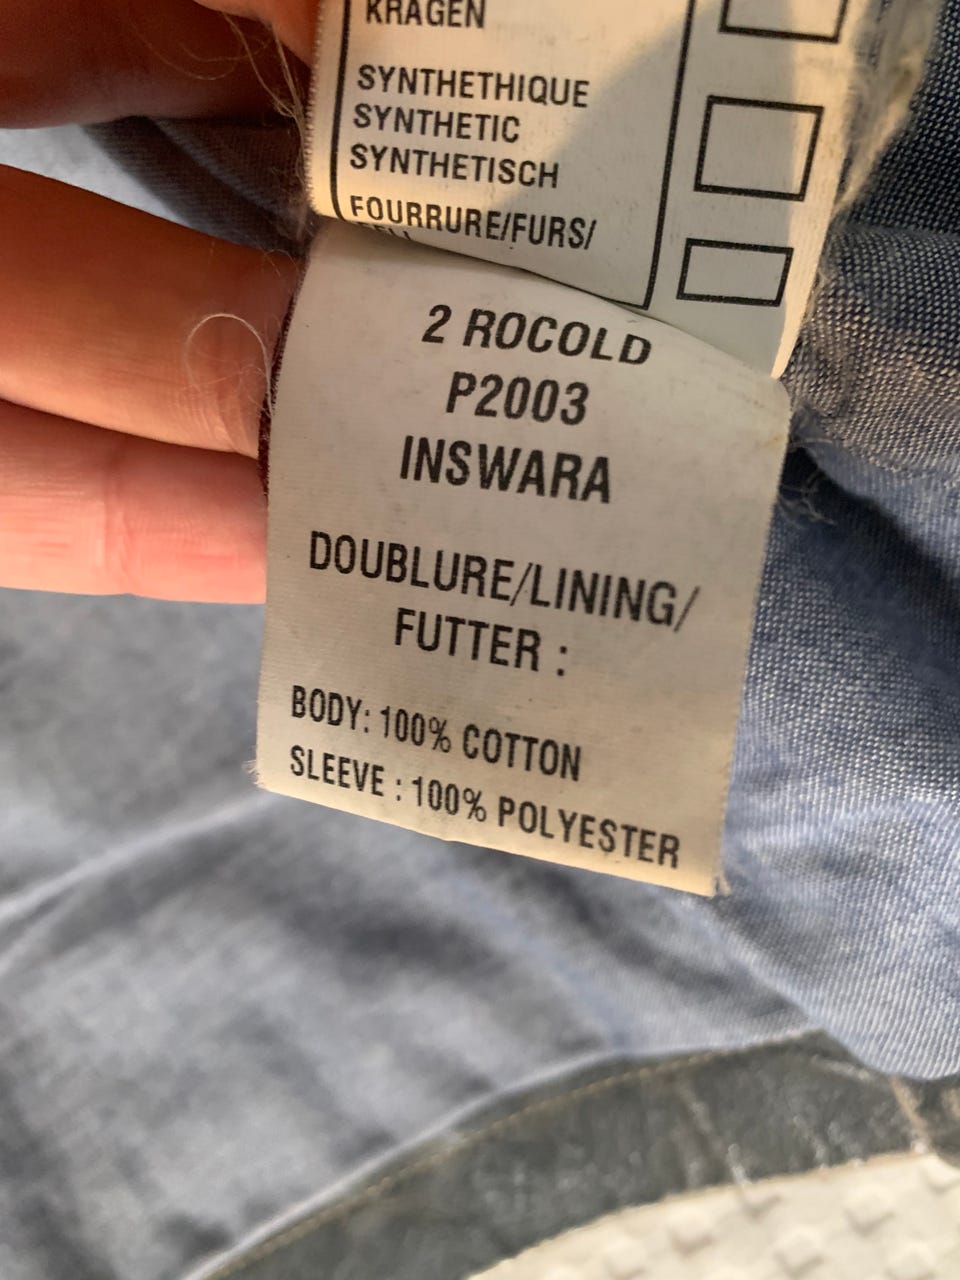 KRAGEN
SYNTHETHIQUE
SYNTHETIC
SYNTHETISCH
FOURRURE/FURS/
2 ROCOLD
P2003
INSWARA
DOUBLURE/LINING/
FUTTER :
BODY: 100% COTTON
SLEEVE : 100% POLYESTER